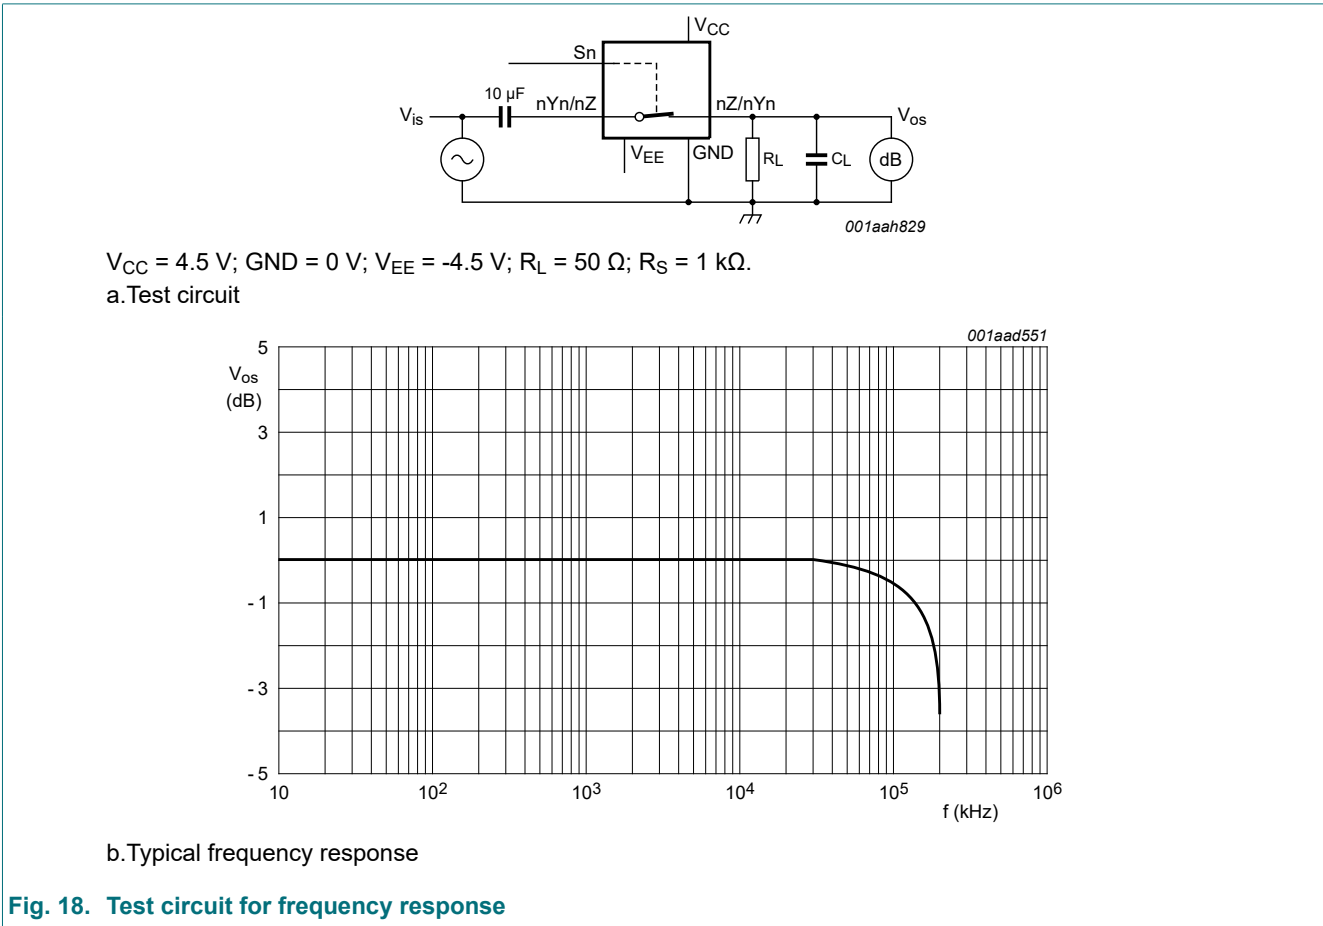 VCC
Sn
10 µF
nYn/nZ
nZ/nYn
Vis
Vos
VEE
GND
RL
CL
dB
001aah829
VCC = 4.5 V; GND = 0 V; VEE = -4.5 V; RL = 50 Ω; RS = 1 kΩ.
a.Test circuit
001aad551
5
Vos
(dB)
3
1
- 1
- 3
- 5
10
10²
10³
10⁴
10⁵
10⁶
f (kHz)
b.Typical frequency response
Fig. 18. Test circuit for frequency response